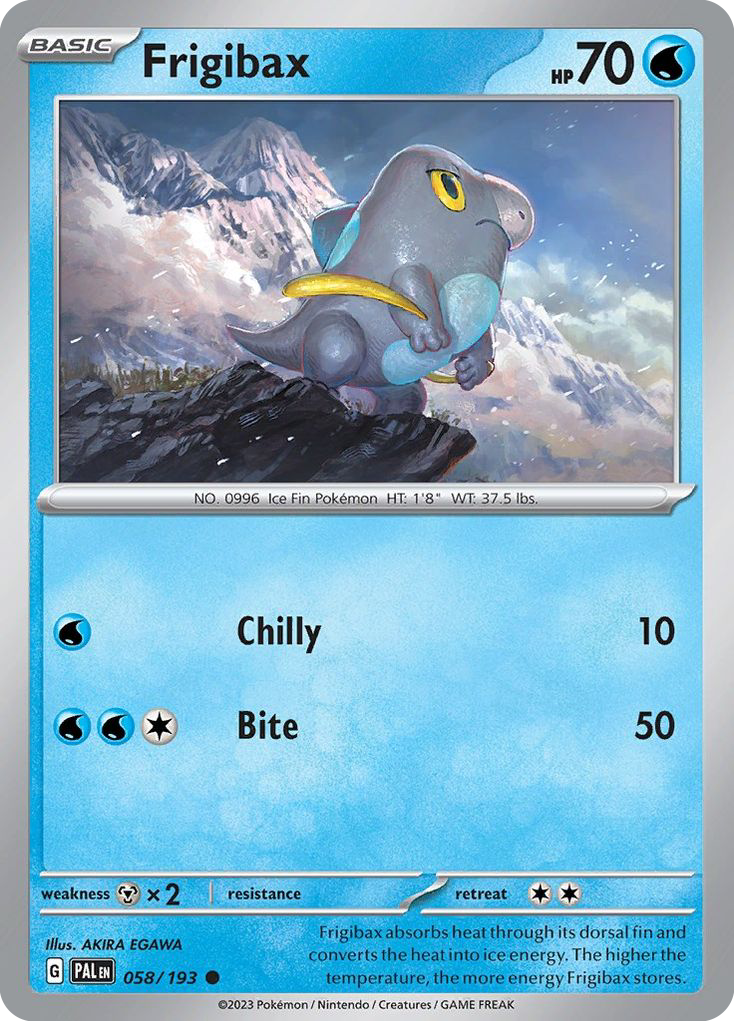 BASIC
Frigibax
HP 70
NO. 0996 Ice Fin Pokémon HT: 1'8" WT: 37.5 lbs.
Chilly 10
Bite 50
weakness ×2 resistance retreat
Illus. AKIRA EGAWA
G PAL EN 058/193
Frigibax absorbs heat through its dorsal fin and
converts the heat into ice energy. The higher the
temperature, the more energy Frigibax stores.
©2023 Pokémon / Nintendo / Creatures / GAME FREAK